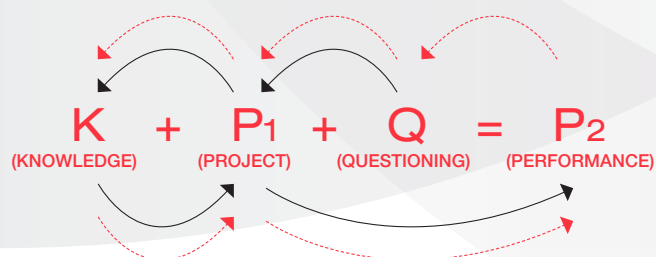 K + P1 + Q = P2
(KNOWLEDGE) (PROJECT) (QUESTIONING) (PERFORMANCE)